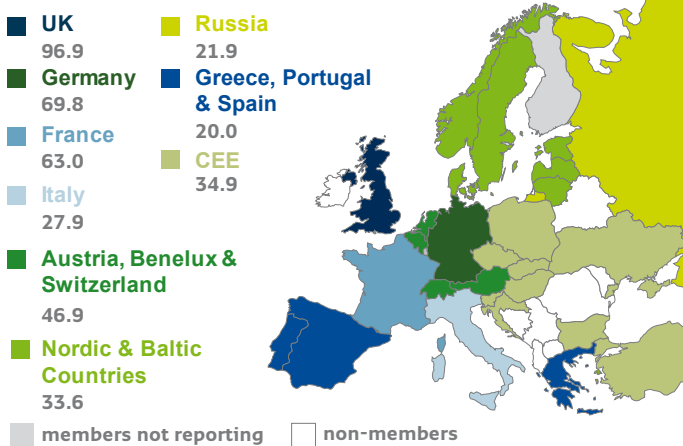 UK
96.9
Germany
69.8
France
63.0
Italy
27.9
Austria, Benelux &
Switzerland
46.9
Nordic & Baltic
Countries
33.6
Russia
21.9
Greece, Portugal
& Spain
20.0
CEE
34.9
members not reporting
non-members